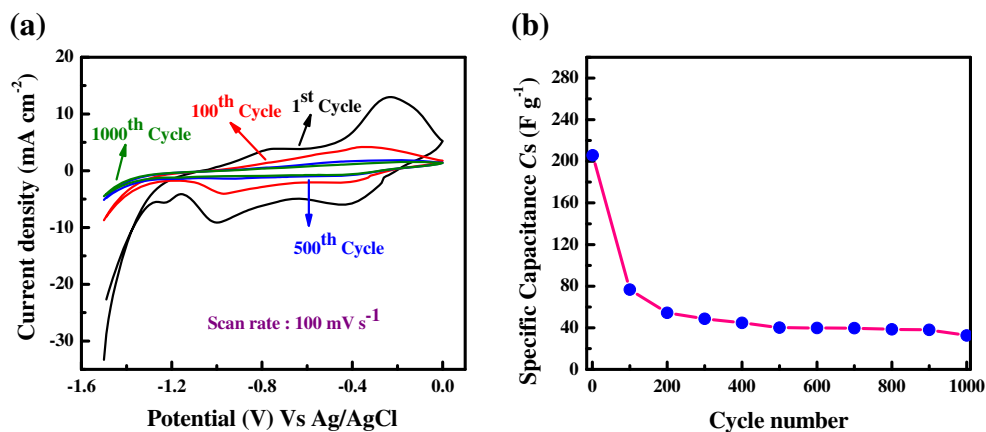 (a)
20
10
0
-10
-20
-30
Current density (mA cm-2)
1st Cycle
100th Cycle
1000th Cycle
500th Cycle
Scan rate : 100 mV s-1
-1.6
-1.2
-0.8
-0.4
0.0
Potential (V) Vs Ag/AgCl
(b)
280
240
200
160
120
80
40
0
Specific Capacitance Cs (F g-1)
0
200
400
600
800
1000
Cycle number